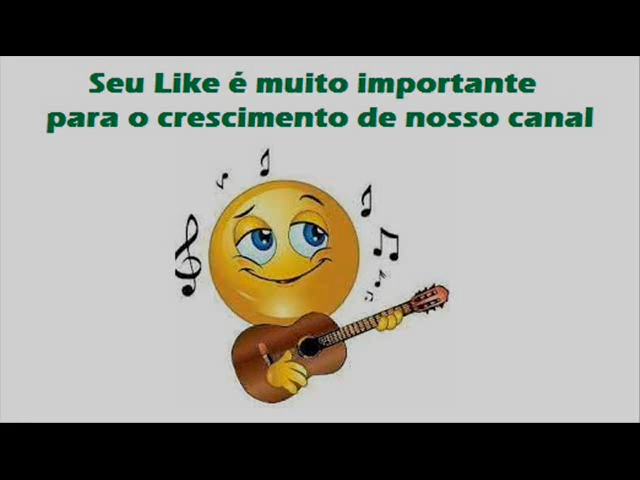 Seu Like é muito importante
para o crescimento de nosso canal